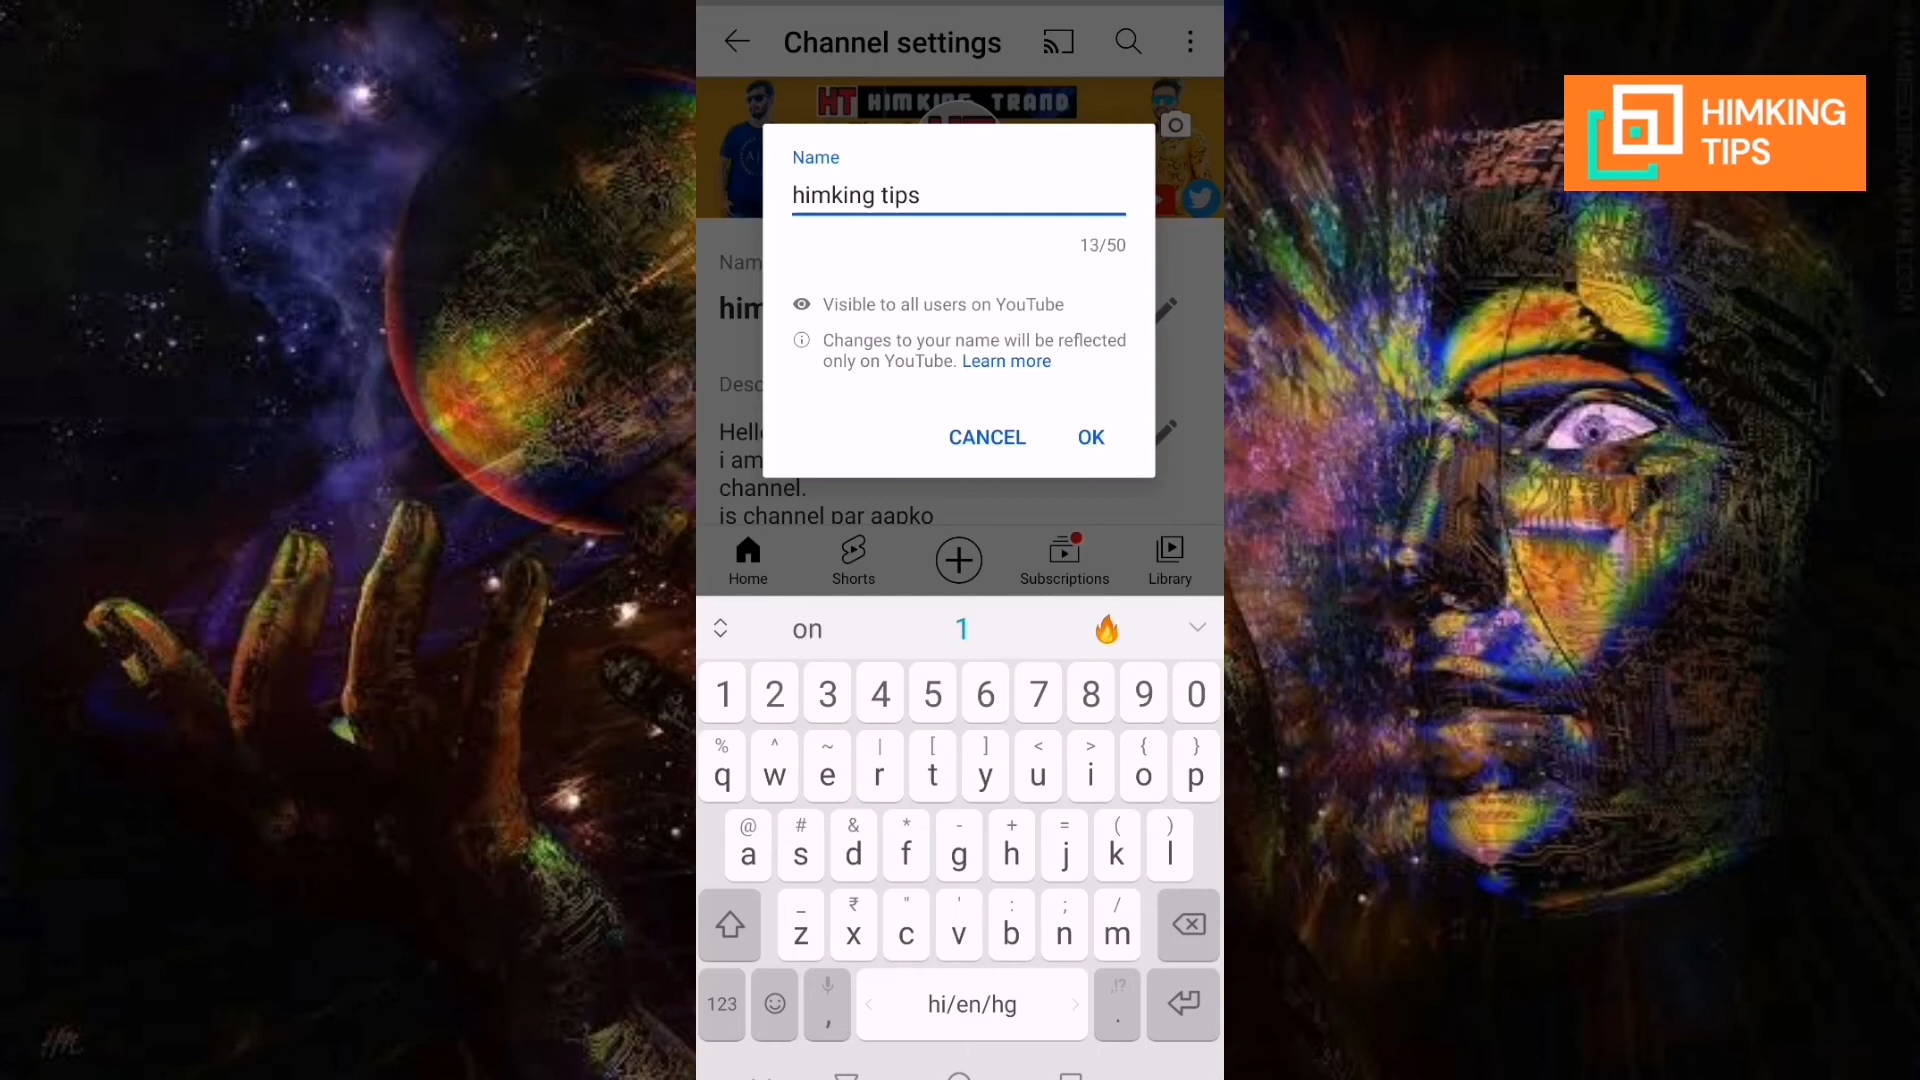 Channel settings
HT HIMKING TRAND
HIMKING
TIPS
Name
himking tips
13/50
Nam
him
Visible to all users on YouTube
Changes to your name will be reflected
only on YouTube. Learn more
Desc
CANCEL OK
Hell
i am
channel.
is channel par aapko
Home Shorts Subscriptions Library
on 1 🔥
1 2 3 4 5 6 7 8 9 0
% ^ ~ | [ ] < > { }
q w e r t y u i o p
@ # & * - + = ( )
a s d f g h j k l
_ ₹ " ' : ; /
z x c v b n m
123 , hi/en/hg ,!? .